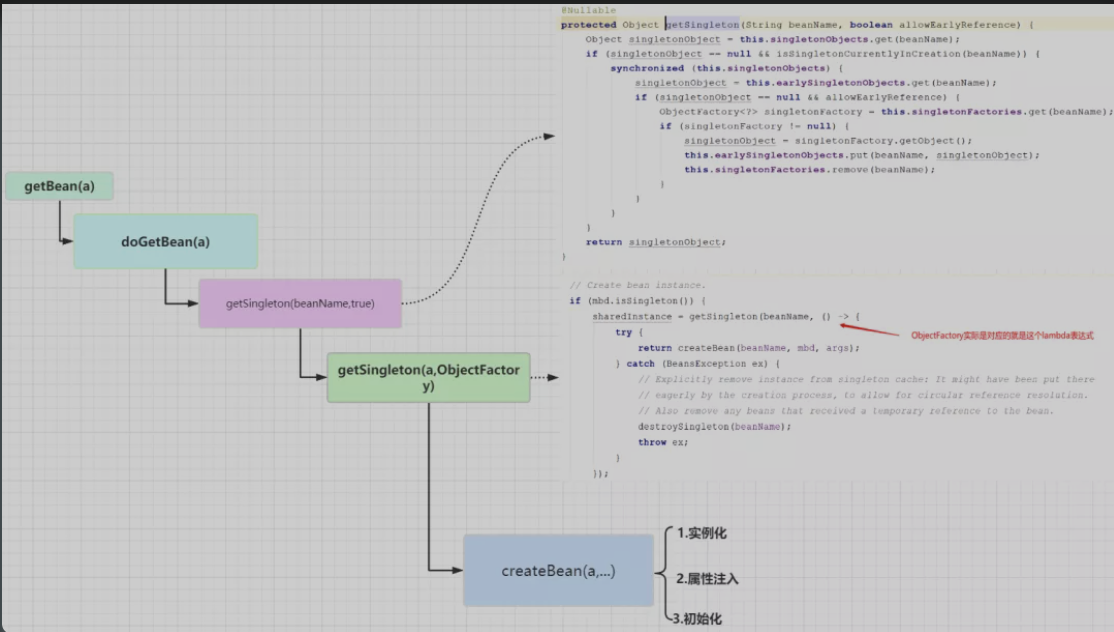 @Nullable
protected Object getSingleton(String beanName, boolean allowEarlyReference) {
Object singletonObject = this.singletonObjects.get(beanName);
if (singletonObject == null && isSingletonCurrentlyInCreation(beanName)) {
synchronized (this.singletonObjects) {
singletonObject = this.earlySingletonObjects.get(beanName);
if (singletonObject == null && allowEarlyReference) {
ObjectFactory<?> singletonFactory = this.singletonFactories.get(beanName);
if (singletonFactory != null) {
singletonObject = singletonFactory.getObject();
this.earlySingletonObjects.put(beanName, singletonObject);
this.singletonFactories.remove(beanName);
}
}
}
}
return singletonObject;
}
getBean(a)
doGetBean(a)
getSingleton(beanName,true)
getSingleton(a,ObjectFactor
y)
// Create bean instance.
if (mbd.isSingleton()) {
sharedInstance = getSingleton(beanName, () -> {
ObjectFactory实际是对应的就是这个lambda表达式
try {
return createBean(beanName, mbd, args);
} catch (BeansException ex) {
// Explicitly remove instance from singleton cache: It might have been put there
// eagerly by the creation process, to allow for circular reference resolution.
// Also remove any beans that received a temporary reference to the bean.
destroySingleton(beanName);
throw ex;
}
});
createBean(a,...)
1.实例化
2.属性注入
3.初始化